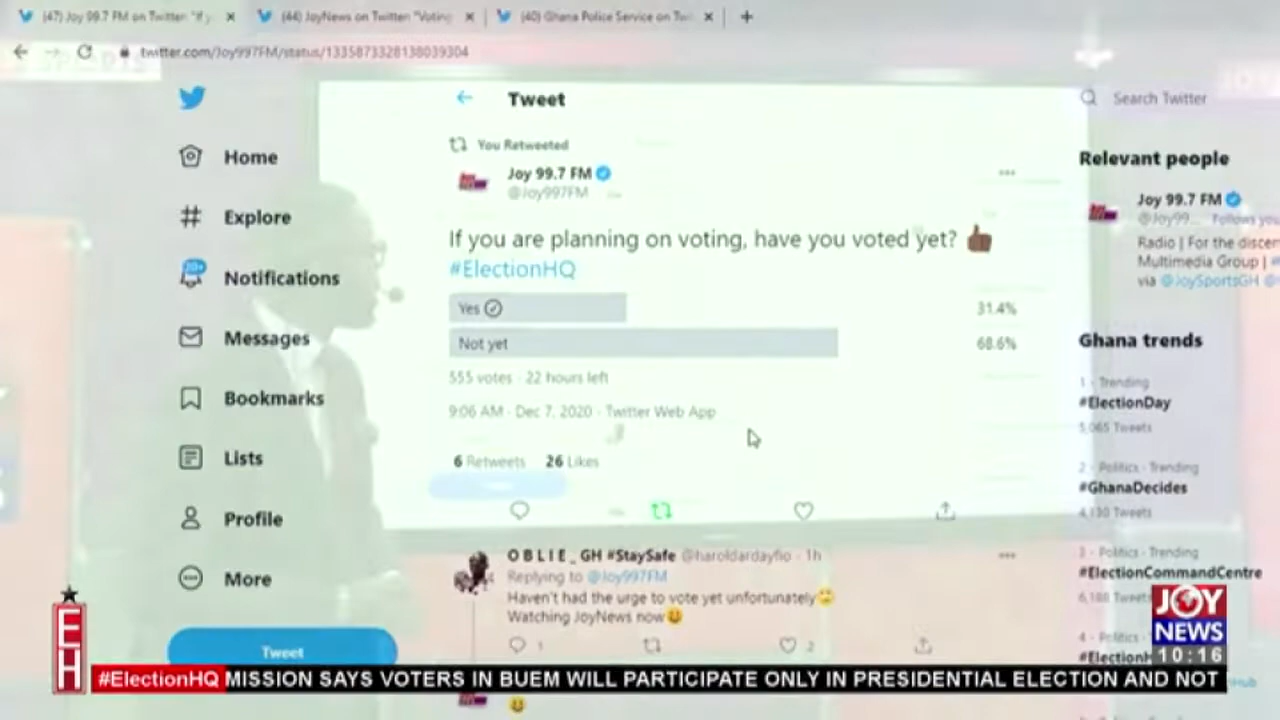 (47) Joy 99.7 FM on Twitter: "If y
(44) JoyNews on Twitter: "Voting
(40) Ghana Police Service on Twi
twitter.com/Joy997FM/status/1335873328138039304
Tweet
Search Twitter
You Retweeted
Joy 99.7 FM
@Joy997FM
If you are planning on voting, have you voted yet?
#ElectionHQ
Yes 31.4%
Not yet 68.6%
555 votes · 22 hours left
9:06 AM · Dec 7, 2020 · Twitter Web App
6 Retweets 26 Likes
O B L I E _ GH #StaySafe @haroldardayfio · 1h
Replying to @Joy997FM
Haven't had the urge to vote yet unfortunately
Watching JoyNews now
1
2
Home
Explore
20+
Notifications
Messages
Bookmarks
Lists
Profile
More
Tweet
Relevant people
Joy 99.7 FM
@Joy99... Follows you
Radio | For the discer
Multimedia Group |
via @JoySportsGH @
Ghana trends
1 · Trending
#ElectionDay
5,065 Tweets
2 · Politics · Trending
#GhanaDecides
4,130 Tweets
3 · Politics · Trending
#ElectionCommandCentre
6,188 Tweets
4 · Politics ·
#ElectionH
JOY
NEWS
10:16
EH
#ElectionHQ MISSION SAYS VOTERS IN BUEM WILL PARTICIPATE ONLY IN PRESIDENTIAL ELECTION AND NOT